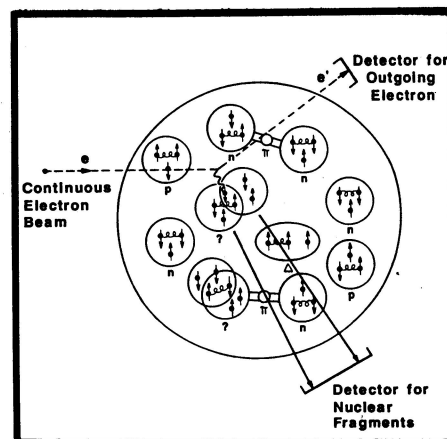 Detector for
Outgoing
Electron
e'
n
π
n
e
p
Continuous
Electron
Beam
?
n
n
Δ
p
?
π
n
Detector for
Nuclear
Fragments